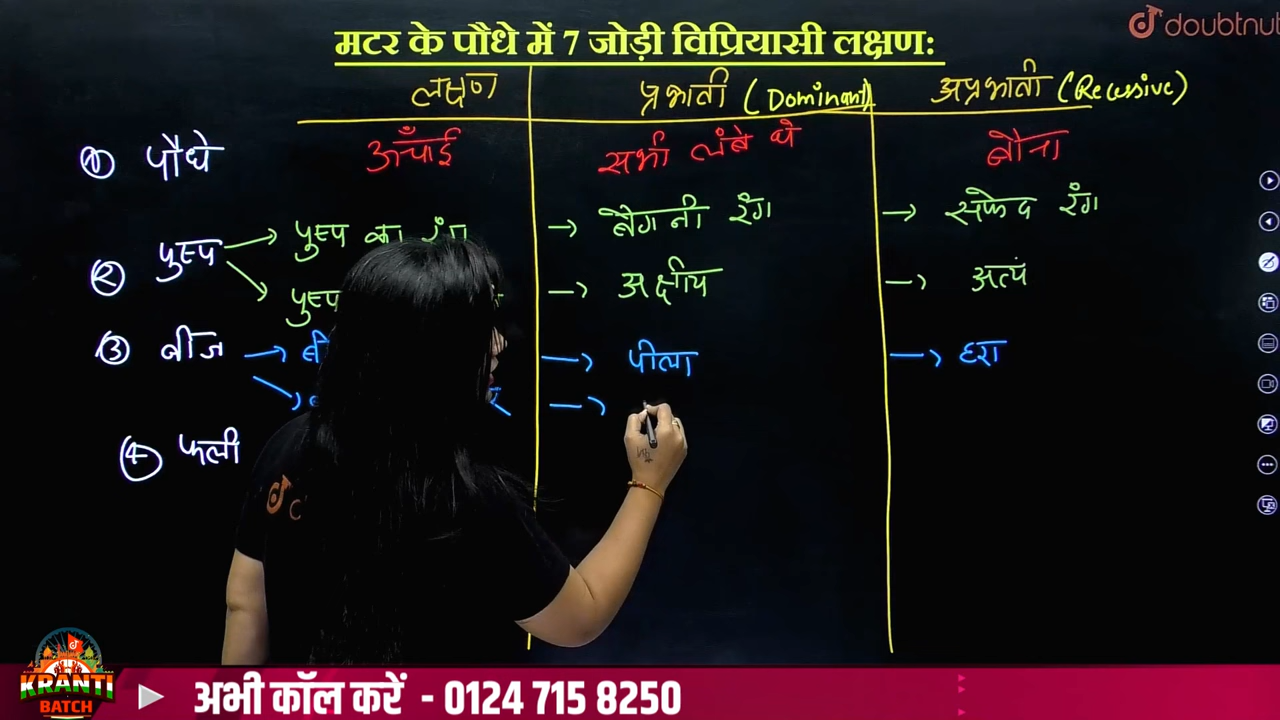 doubtnut
मटर के पौधे में 7 जोड़ी विप्रियासी लक्षण:
लक्षण प्रभावी (Dominant) अप्रभावी (Recessive)
① पौधे ऊँचाई सभी लंबे थे बौना
② पुष्प → पुष्प का रंग → बैगनी रंग → सफेद रंग
→ पुष्प → अक्षीय → अत्यं
③ बीज → → पीला → हरा
→
④ फली
KRANTI
BATCH
अभी कॉल करें - 0124 715 8250